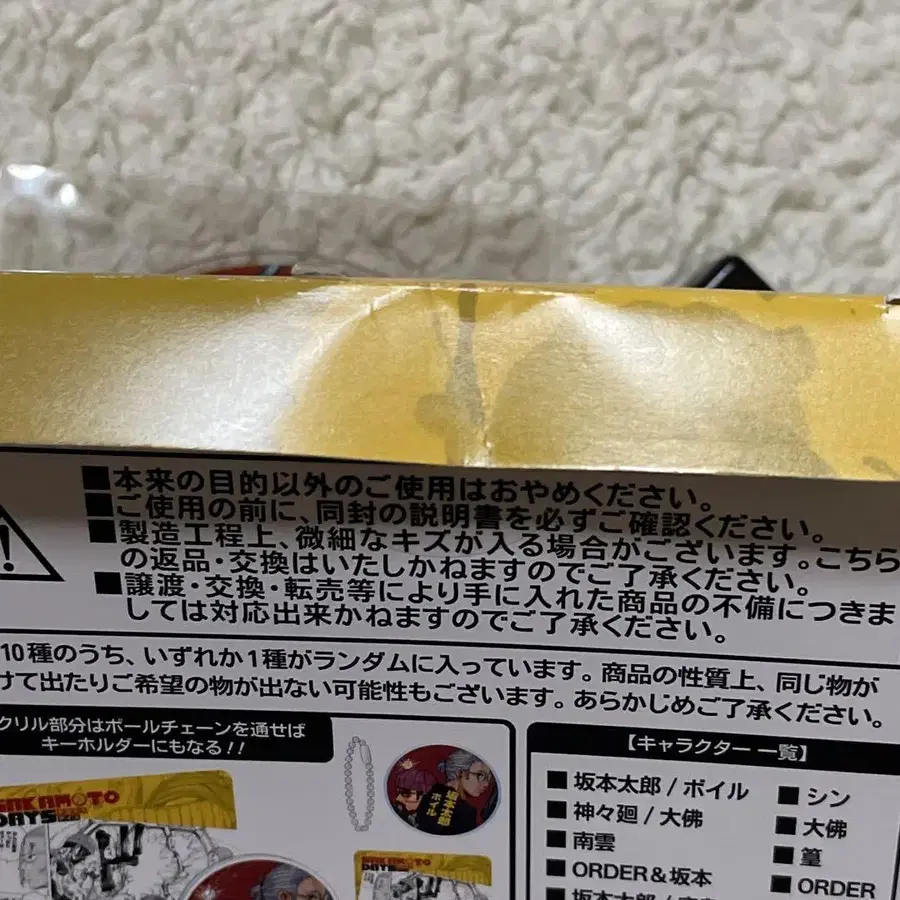 ■本来の目的以外のご使用はおやめください。
■ご使用の前に、同封の説明書を必ずご確認ください。
■製造工程上、微細なキズが入る場合がございます。こちら
の返品・交換はいたしかねますのでご了承ください。
■譲渡・交換・転売等により手に入れた商品の不備につきま
しては対応出来かねますのでご了承ください。
10種のうち、いずれか1種がランダムに入っています。商品の性質上、同じ物が
けて出たりご希望の物が出ない可能性もございます。あらかじめご了承ください。
クリル部分はボールチェーンを通せば
キーホルダーにもなる!!
SAKAMOTO
DAYS
坂本太郎
ボイル
SAKAMOTO
DAYS
【キャラクター 一覧】
■坂本太郎 / ボイル
■神々廻 / 大佛
■南雲
■ORDER&坂本
■坂本太郎 /
■シン
■大佛
■篁
■ORDER